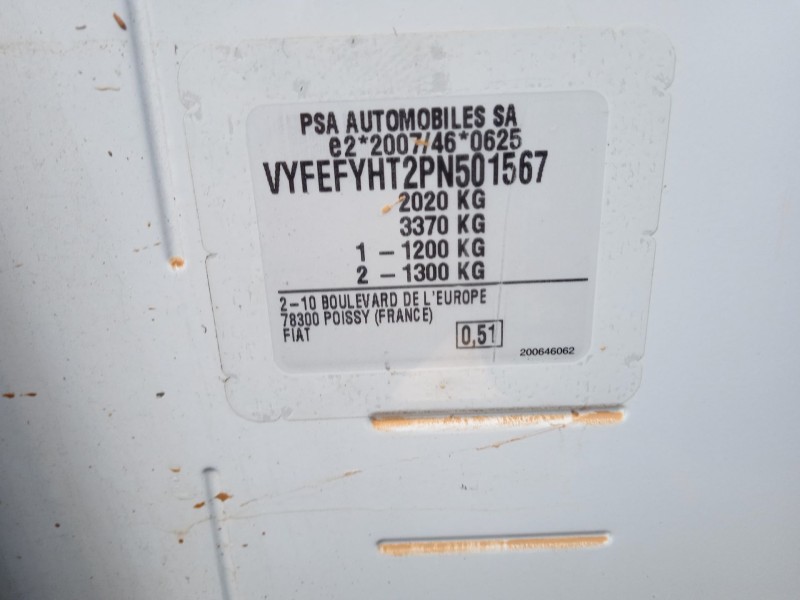 PSA AUTOMOBILES SA
e2*2007/46*0625
VYFEFYHT2PN501567
2020 KG
3370 KG
1 – 1200 KG
2 – 1300 KG
2–10 BOULEVARD DE L'EUROPE
78300 POISSY (FRANCE)
FIAT
0,51
200646062